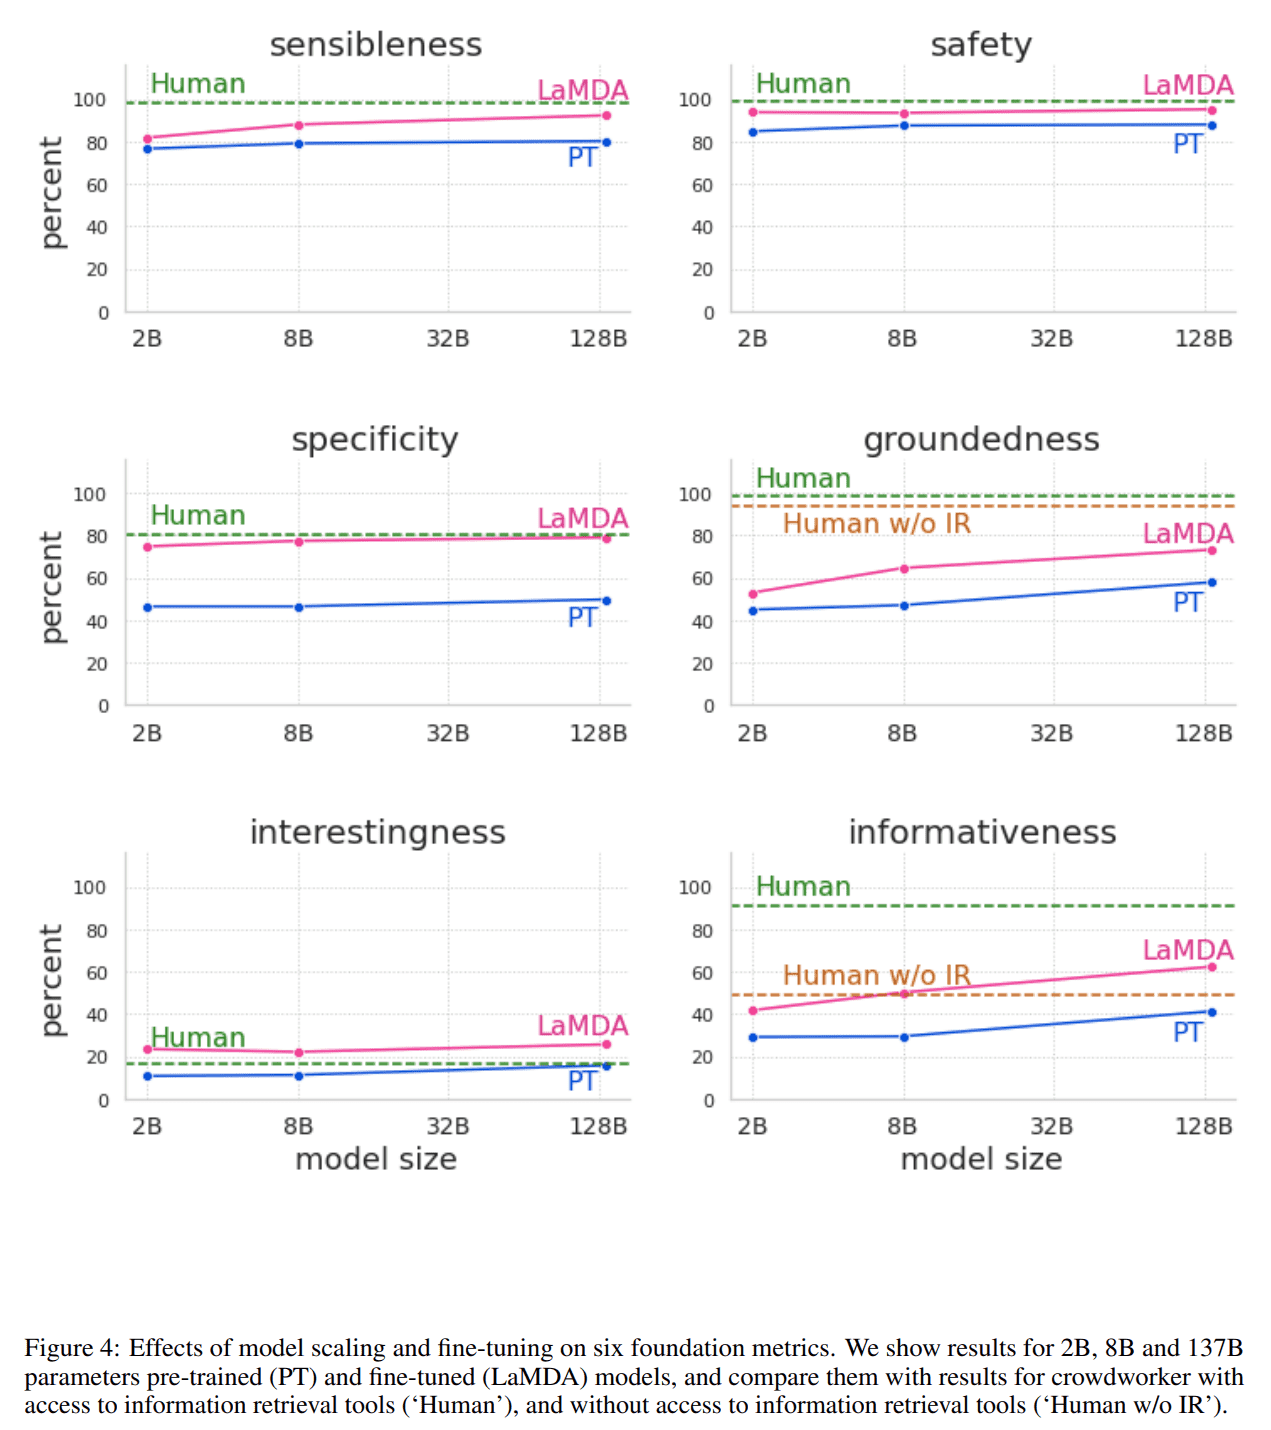 sensibleness
Human
LaMDA
PT
percent
100
80
60
40
20
0
2B 8B 32B 128B
safety
Human
LaMDA
PT
100
80
60
40
20
0
2B 8B 32B 128B
specificity
Human
LaMDA
PT
percent
100
80
60
40
20
0
2B 8B 32B 128B
groundedness
Human
Human w/o IR
LaMDA
PT
100
80
60
40
20
0
2B 8B 32B 128B
interestingness
Human
LaMDA
PT
percent
100
80
60
40
20
0
2B 8B 32B 128B
model size
informativeness
Human
LaMDA
Human w/o IR
PT
100
80
60
40
20
0
2B 8B 32B 128B
model size
Figure 4: Effects of model scaling and fine-tuning on six foundation metrics. We show results for 2B, 8B and 137B
parameters pre-trained (PT) and fine-tuned (LaMDA) models, and compare them with results for crowdworker with
access to information retrieval tools (‘Human’), and without access to information retrieval tools (‘Human w/o IR’).